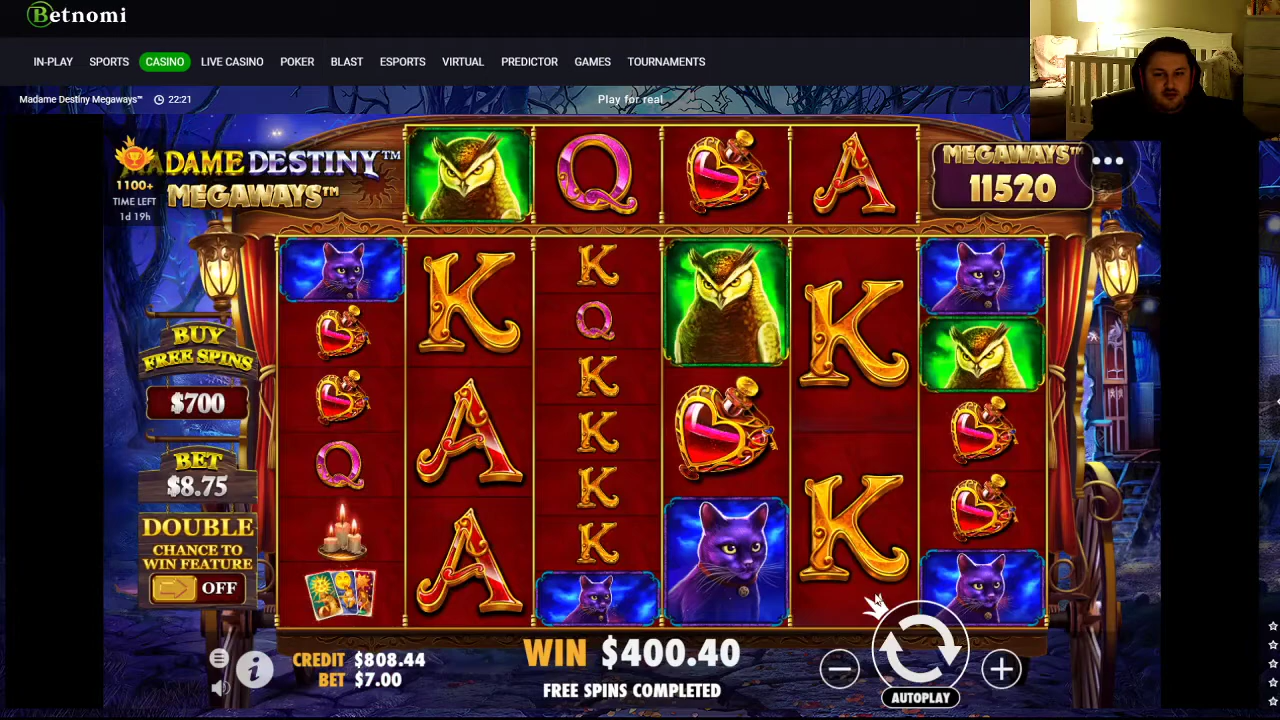 Betnomi
IN-PLAY SPORTS CASINO LIVE CASINO POKER BLAST ESPORTS VIRTUAL PREDICTOR GAMES TOURNAMENTS
Madame Destiny Megaways™ 22:21
Play for real
ADAME DESTINY™
MEGAWAYS™
1100+
TIME LEFT
1d 19h
Q
A
MEGAWAYS™
11520
BUY
FREE SPINS
$700
BET
$8.75
DOUBLE
CHANCE TO
WIN FEATURE
OFF
Q
K
A
A
K
Q
K
K
K
K
K
K
CREDIT $808.44
BET $7.00
WIN $400.40
FREE SPINS COMPLETED
AUTOPLAY